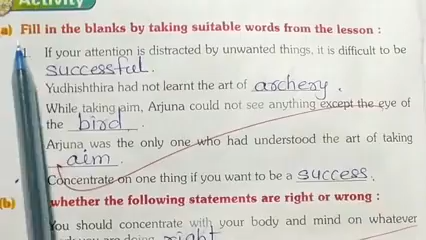 Activity
(a) Fill in the blanks by taking suitable words from the lesson :
1. If your attention is distracted by unwanted things, it is difficult to be
successful.
Yudhishthira had not learnt the art of archery.
While taking aim, Arjuna could not see anything except the eye of
the bird.
Arjuna was the only one who had understood the art of taking
aim.
Concentrate on one thing if you want to be a success.
(b) whether the following statements are right or wrong :
You should concentrate with your body and mind on whatever
you are doing. right